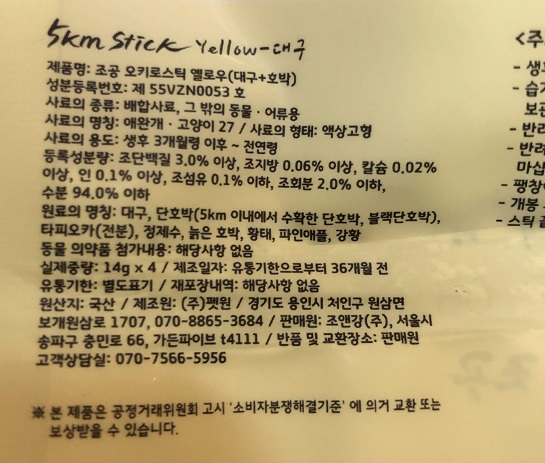 5km Stick Yellow-대구
제품명: 조공 오키로스틱 옐로우(대구+호박)
성분등록번호: 제 55VZN0053 호
사료의 종류: 배합사료, 그 밖의 동물·어류용
사료의 명칭: 애완개·고양이 27 / 사료의 형태: 액상고형
사료의 용도: 생후 3개월령 이후 ~ 전연령
등록성분량: 조단백질 3.0% 이상, 조지방 0.06% 이상, 칼슘 0.02%
이상, 인 0.1% 이상, 조섬유 0.1% 이하, 조회분 2.0% 이하,
수분 94.0% 이하
원료의 명칭: 대구, 단호박(5km 이내에서 수확한 단호박, 블랙단호박),
타피오카(전분), 정제수, 늙은 호박, 황태, 파인애플, 강황
동물 의약품 첨가내용: 해당사항 없음
실제중량: 14g x 4 / 제조일자: 유통기한으로부터 36개월 전
유통기한: 별도표기 / 재포장내역: 해당사항 없음
원산지: 국산 / 제조원: (주)펫원 / 경기도 용인시 처인구 원삼면
보개원삼로 1707, 070-8865-3684 / 판매원: 조앤강(주), 서울시
송파구 충민로 66, 가든파이브 t4111 / 반품 및 교환장소: 판매원
고객상담실: 070-7566-5956
※ 본 제품은 공정거래위원회 고시 '소비자분쟁해결기준' 에 의거 교환 또는
보상받을 수 있습니다.
<주
- 생후
- 습기
보관
- 반려
- 반려
마십
- 팽창
- 개봉
- 스틱